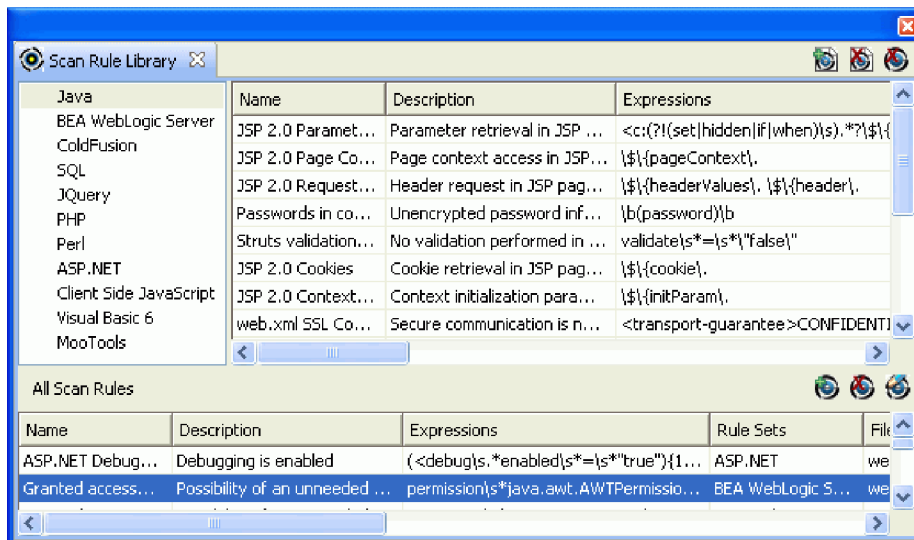 Scan Rule Library
Java
BEA WebLogic Server
ColdFusion
SQL
JQuery
PHP
Perl
ASP.NET
Client Side JavaScript
Visual Basic 6
MooTools
Name Description Expressions
JSP 2.0 Paramet... Parameter retrieval in JSP ... <c:(?!(set|hidden|if|when)\s).*?\$\{
JSP 2.0 Page Co... Page context access in JSP... \$\{pageContext\.
JSP 2.0 Request... Header request in JSP pag... \$\{headerValues\. \$\{header\.
Passwords in co... Unencrypted password inf... \b(password)\b
Struts validation... No validation performed in ... validate\s*=\s*\"false\"
JSP 2.0 Cookies Cookie retrieval in JSP pag... \$\{cookie\.
JSP 2.0 Context... Context initialization para... \$\{initParam\.
web.xml SSL Co... Secure communication is n... <transport-guarantee>CONFIDENTI
All Scan Rules
Name Description Expressions Rule Sets File
ASP.NET Debug... Debugging is enabled (<debug\s.*enabled\s*=\s*"true"){1... ASP.NET we
Granted access... Possibility of an unneeded ... permission\s*java.awt.AWTPermissio... BEA WebLogic S... we